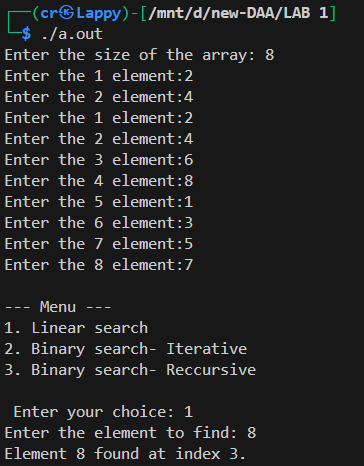 ┌──(cr㉿Lappy)-[/mnt/d/new-DAA/LAB 1]
└─$ ./a.out
Enter the size of the array: 8
Enter the 1 element:2
Enter the 2 element:4
Enter the 1 element:2
Enter the 2 element:4
Enter the 3 element:6
Enter the 4 element:8
Enter the 5 element:1
Enter the 6 element:3
Enter the 7 element:5
Enter the 8 element:7
--- Menu ---
1. Linear search
2. Binary search- Iterative
3. Binary search- Reccursive
Enter your choice: 1
Enter the element to find: 8
Element 8 found at index 3.